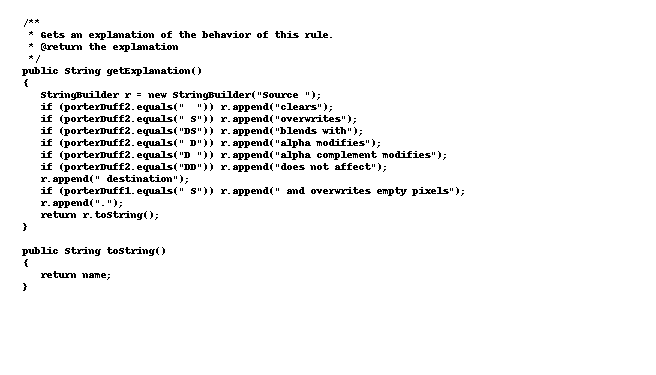 /**
 * Gets an explanation of the behavior of this rule.
 * @return the explanation
 */
public String getExplanation()
{
   StringBuilder r = new StringBuilder("Source ");
   if (porterDuff2.equals("  ")) r.append("clears");
   if (porterDuff2.equals(" S")) r.append("overwrites");
   if (porterDuff2.equals("DS")) r.append("blends with");
   if (porterDuff2.equals(" D")) r.append("alpha modifies");
   if (porterDuff2.equals("D ")) r.append("alpha complement modifies");
   if (porterDuff2.equals("DD")) r.append("does not affect");
   r.append(" destination");
   if (porterDuff1.equals(" S")) r.append(" and overwrites empty pixels");
   r.append(".");
   return r.toString();
}

public String toString()
{
   return name;
}